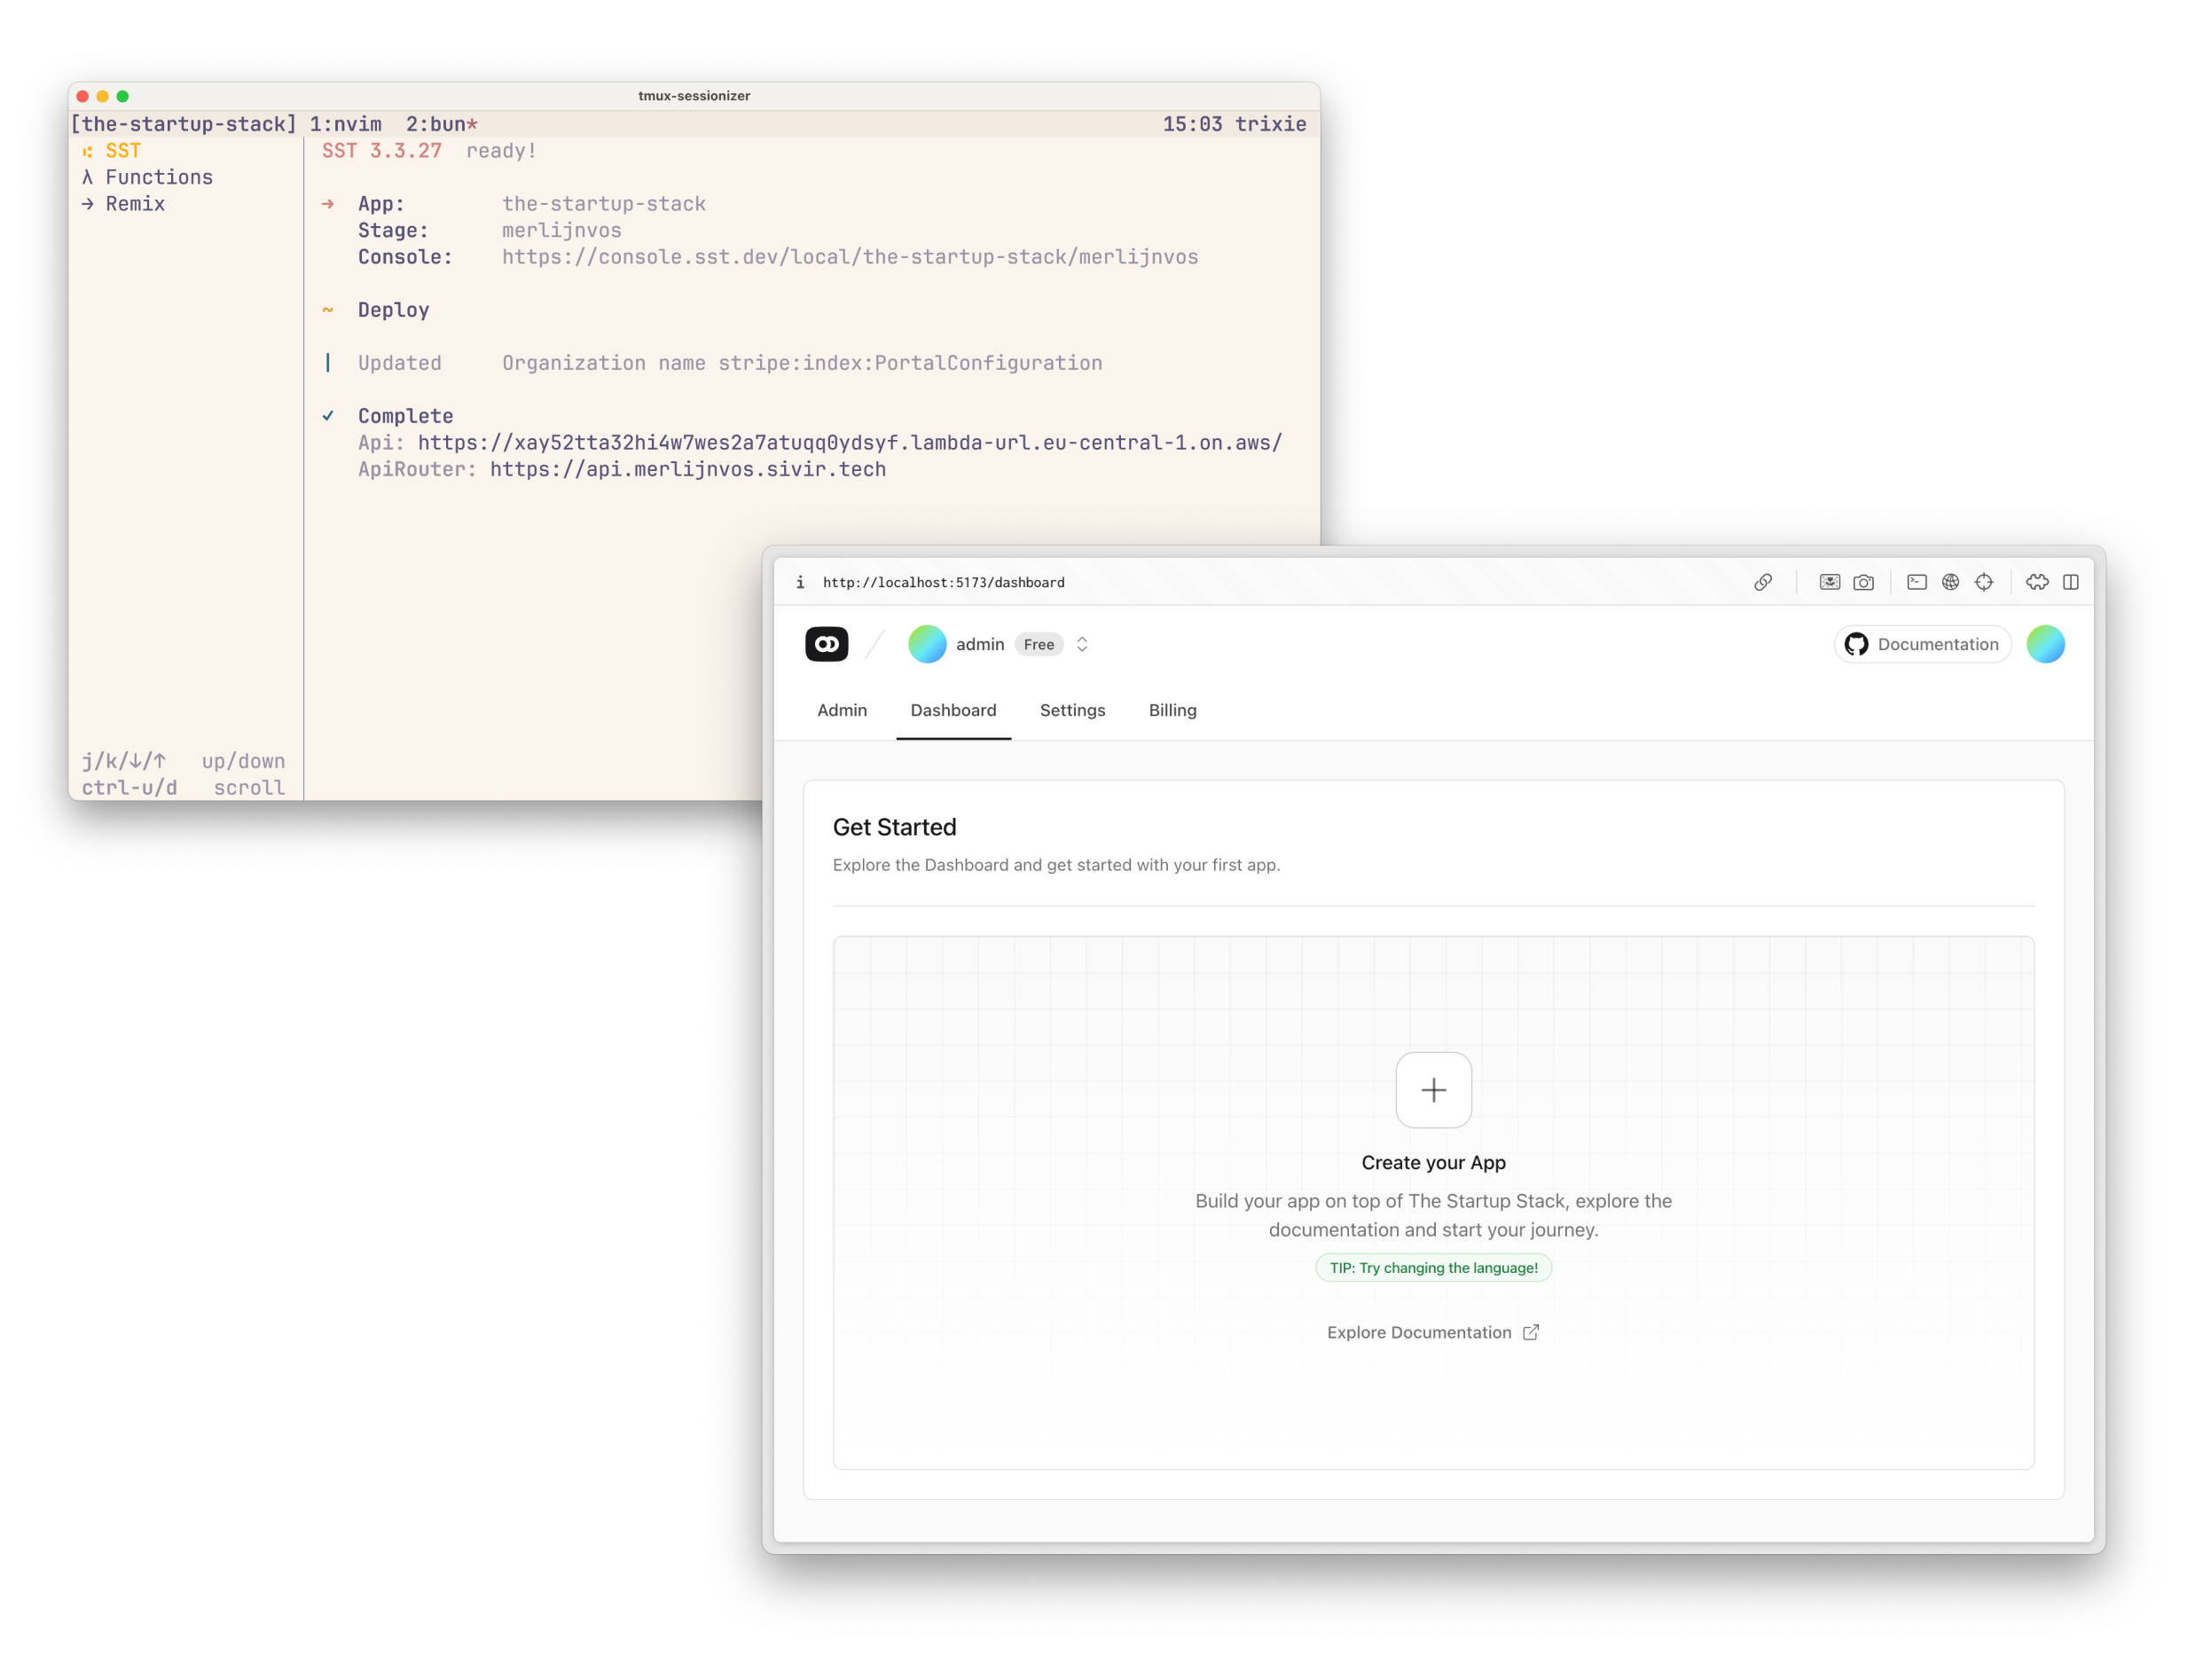 tmux-sessionizer
[the-startup-stack] 1:nvim 2:bun* 15:03 trixie
SST
λ Functions
→ Remix
j/k/↓/↑ up/down
ctrl-u/d scroll
SST 3.3.27 ready!
➜ App: the-startup-stack
Stage: merlijnvos
Console: https://console.sst.dev/local/the-startup-stack/merlijnvos
~ Deploy
| Updated Organization name stripe:index:PortalConfiguration
✓ Complete
Api: https://xay52tta32hi4w7wes2a7atuqq0ydsyf.lambda-url.eu-central-1.on.aws/
ApiRouter: https://api.merlijnvos.sivir.tech
i http://localhost:5173/dashboard
admin Free Documentation
Admin Dashboard Settings Billing
Get Started
Explore the Dashboard and get started with your first app.
Create your App
Build your app on top of The Startup Stack, explore the
documentation and start your journey.
TIP: Try changing the language!
Explore Documentation